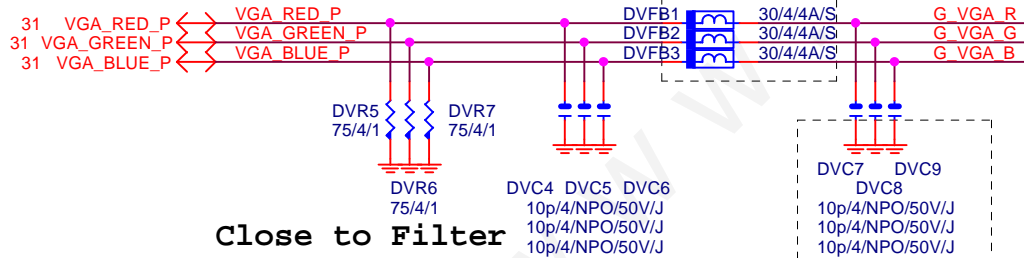 31 VGA_RED_P VGA_RED_P DVFB1 30/4/4A/S G_VGA_R
31 VGA_GREEN_P VGA_GREEN_P DVFB2 30/4/4A/S G_VGA_G
31 VGA_BLUE_P VGA_BLUE_P DVFB3 30/4/4A/S G_VGA_B
DVR5 DVR7
75/4/1 75/4/1
DVR6
75/4/1
DVC4 DVC5 DVC6
10p/4/NPO/50V/J
10p/4/NPO/50V/J
10p/4/NPO/50V/J
DVC7 DVC9
DVC8
10p/4/NPO/50V/J
10p/4/NPO/50V/J
10p/4/NPO/50V/J
Close to Filter